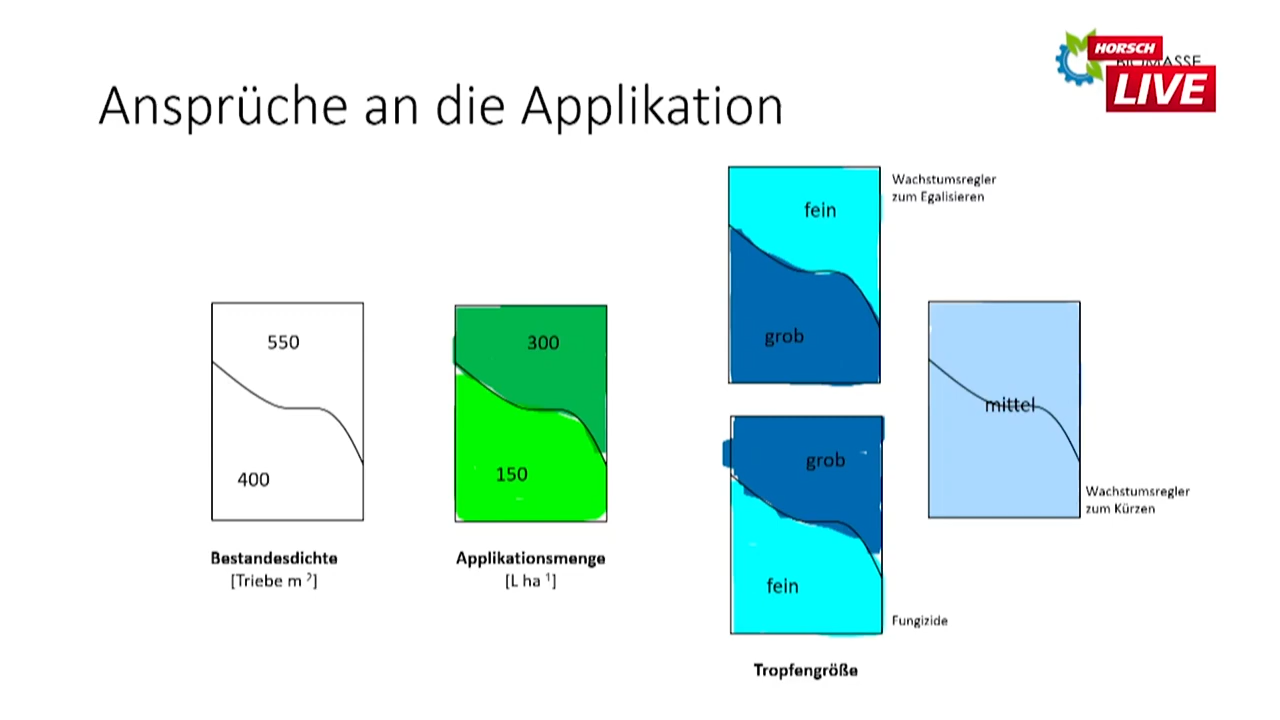 HORSCH
LIVE
Ansprüche an die Applikation
Wachstumsregler
zum Egalisieren
fein
grob
550
400
300
150
grob
fein
mittel
Wachstumsregler
zum Kürzen
Fungizide
Bestandesdichte
[Triebe m ²]
Applikationsmenge
[L ha ¹]
Tropfengröße